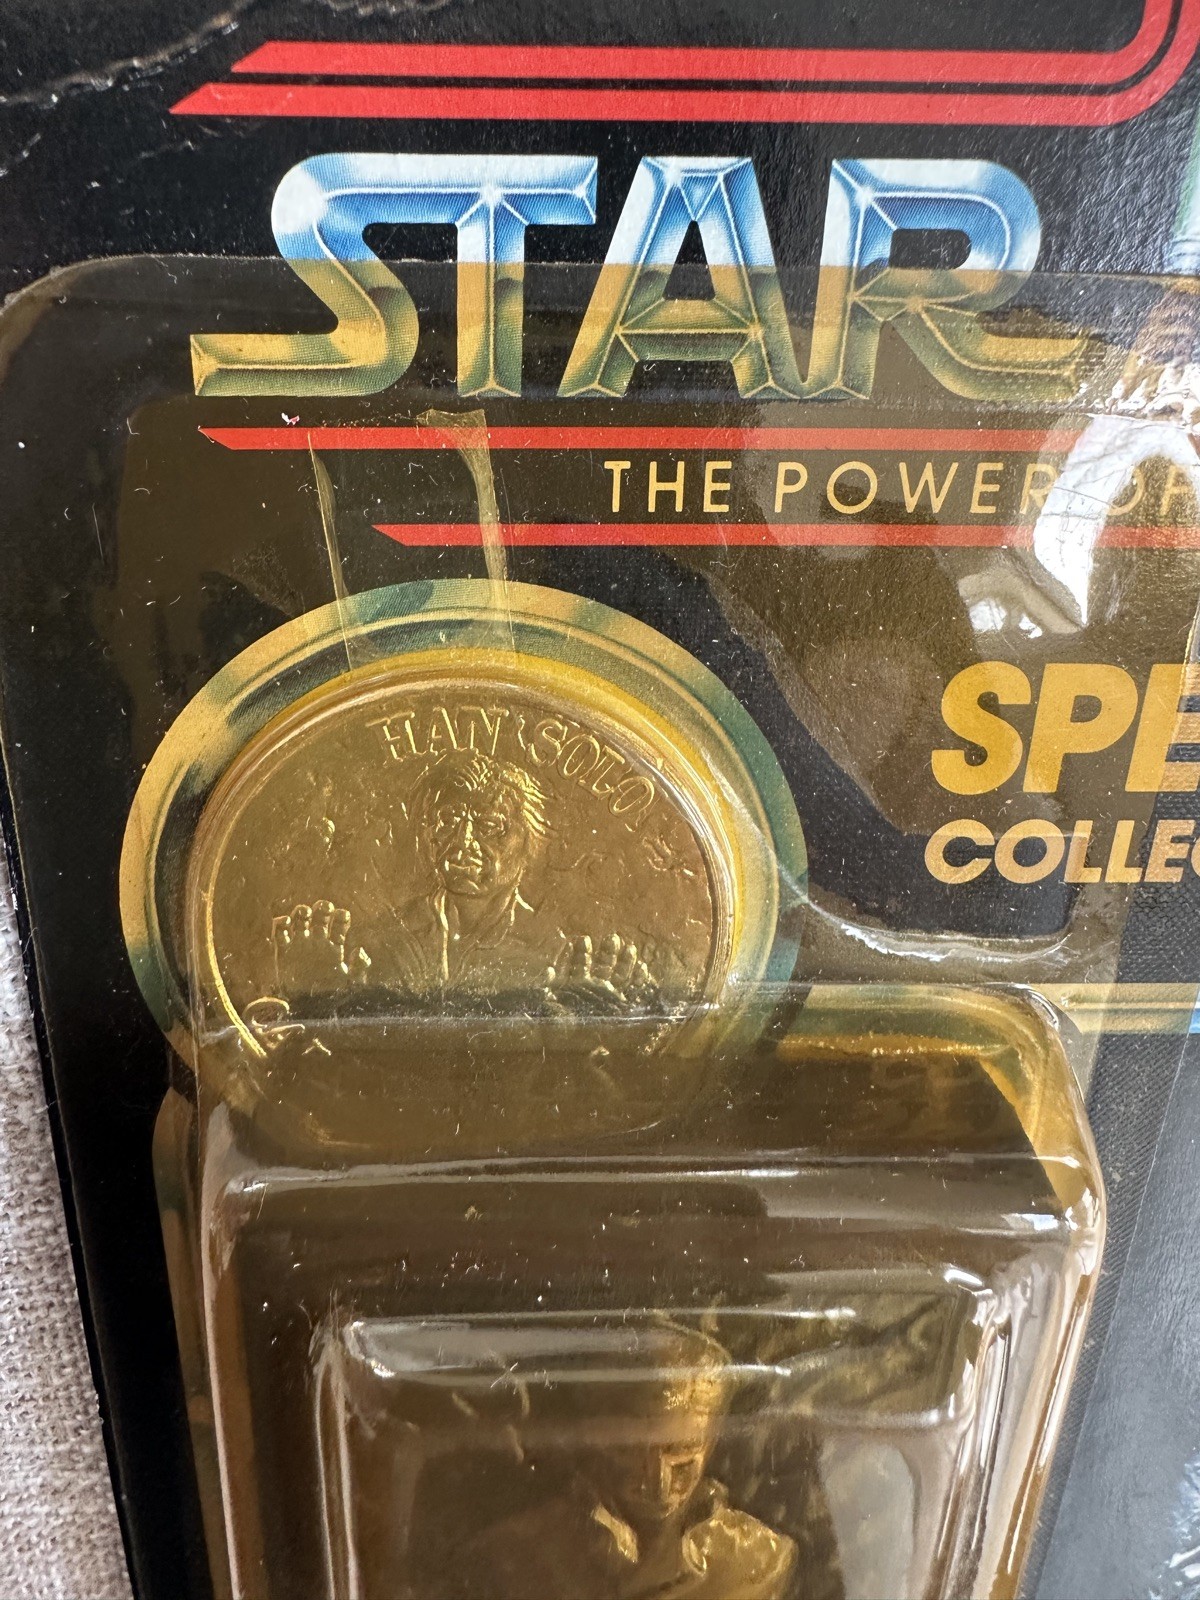 STAR
THE POWER OF
SPE
COLLEC
HAN SOLO